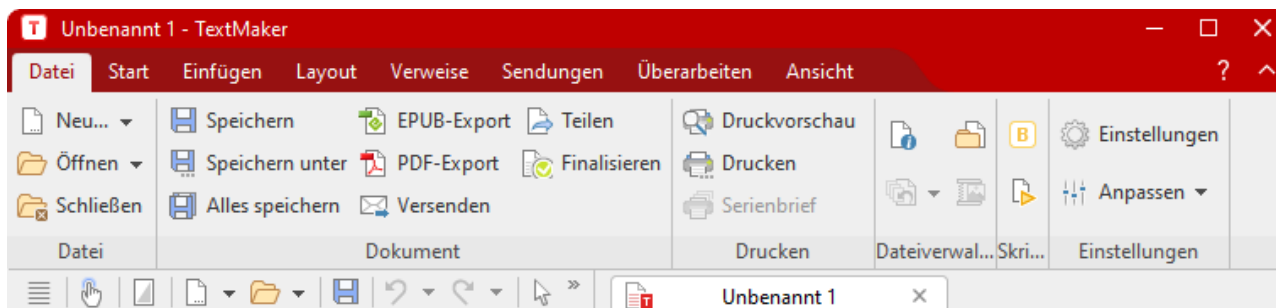 T Unbenannt 1 - TextMaker
Datei Start Einfügen Layout Verweise Sendungen Überarbeiten Ansicht ?
Neu... Speichern EPUB-Export Teilen Druckvorschau B Einstellungen
Öffnen Speichern unter PDF-Export Finalisieren Drucken Anpassen
Schließen Alles speichern Versenden Serienbrief
Datei Dokument Drucken Dateiverwal... Skri... Einstellungen
» T Unbenannt 1